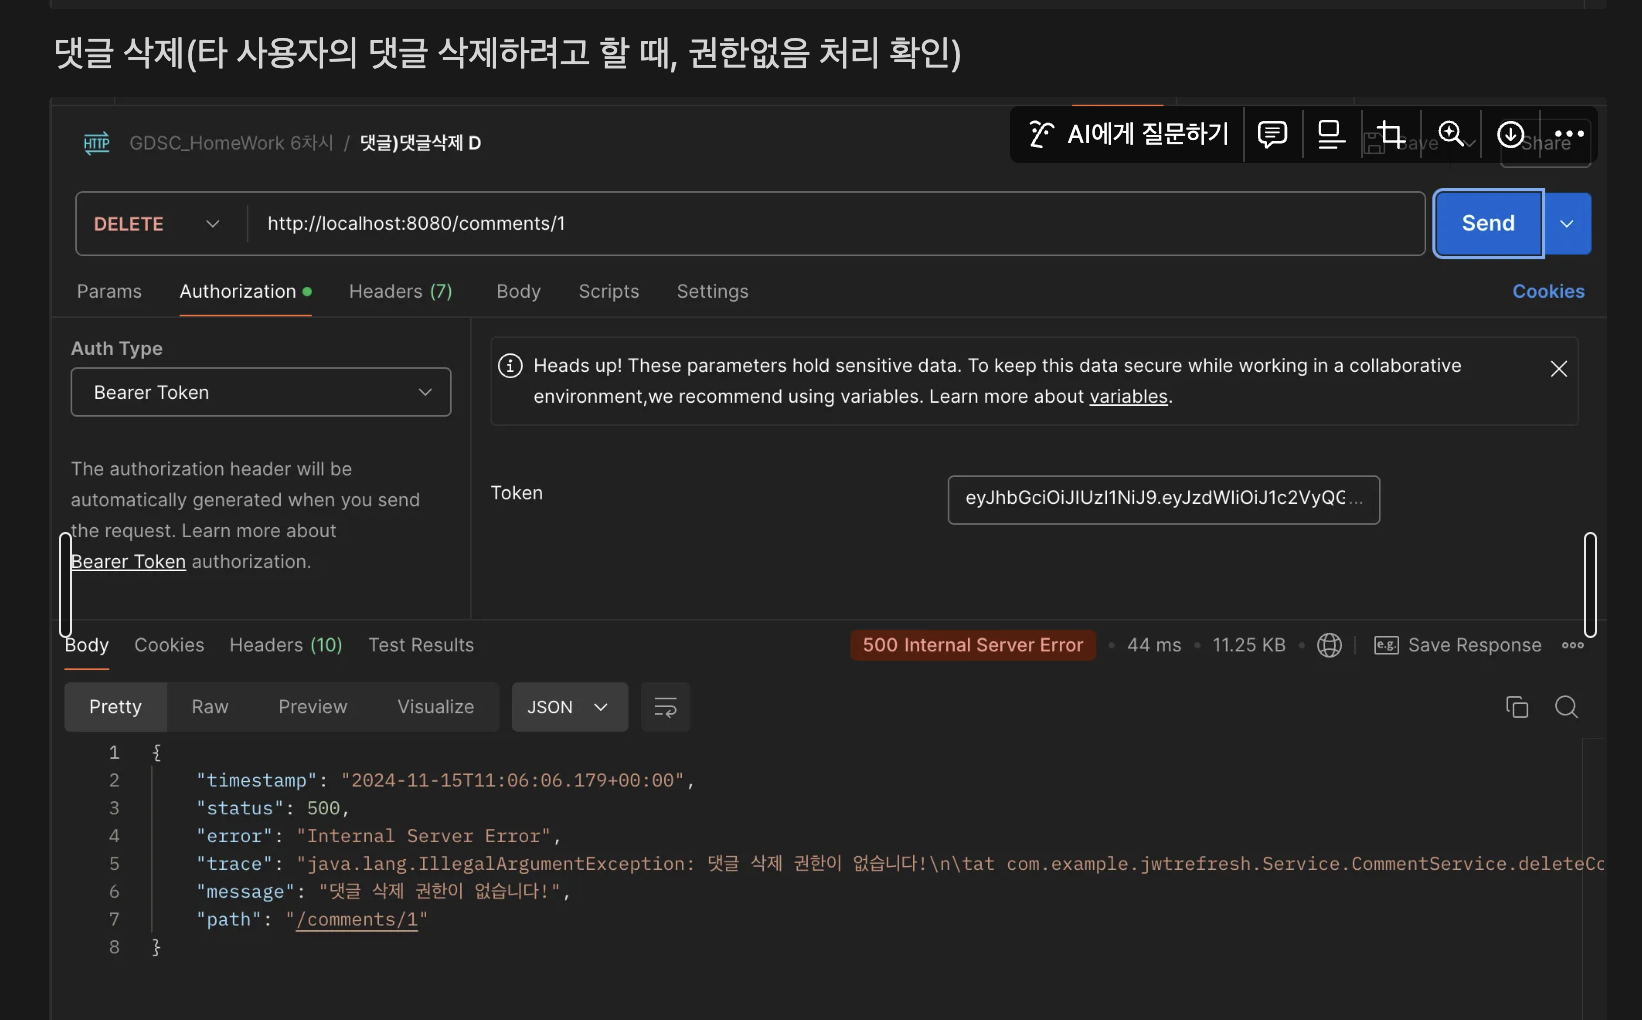 댓글 삭제(타 사용자의 댓글 삭제하려고 할 때, 권한없음 처리 확인)
HTTP GDSC_HomeWork 6차시 / 댓글)댓글삭제 D AI에게 질문하기 Save Share
DELETE http://localhost:8080/comments/1 Send
Params Authorization Headers (7) Body Scripts Settings Cookies
Auth Type
Bearer Token
The authorization header will be
automatically generated when you send
the request. Learn more about
Bearer Token authorization.
Heads up! These parameters hold sensitive data. To keep this data secure while working in a collaborative
environment,we recommend using variables. Learn more about variables.
Token eyJhbGciOiJIUzI1NiJ9.eyJzdWIiOiJ1c2VyQG...
Body Cookies Headers (10) Test Results 500 Internal Server Error • 44 ms • 11.25 KB • e.g. Save Response
Pretty Raw Preview Visualize JSON
1 {
2 "timestamp": "2024-11-15T11:06:06.179+00:00",
3 "status": 500,
4 "error": "Internal Server Error",
5 "trace": "java.lang.IllegalArgumentException: 댓글 삭제 권한이 없습니다!\n\tat com.example.jwtrefresh.Service.CommentService.deleteCo
6 "message": "댓글 삭제 권한이 없습니다!",
7 "path": "/comments/1"
8 }